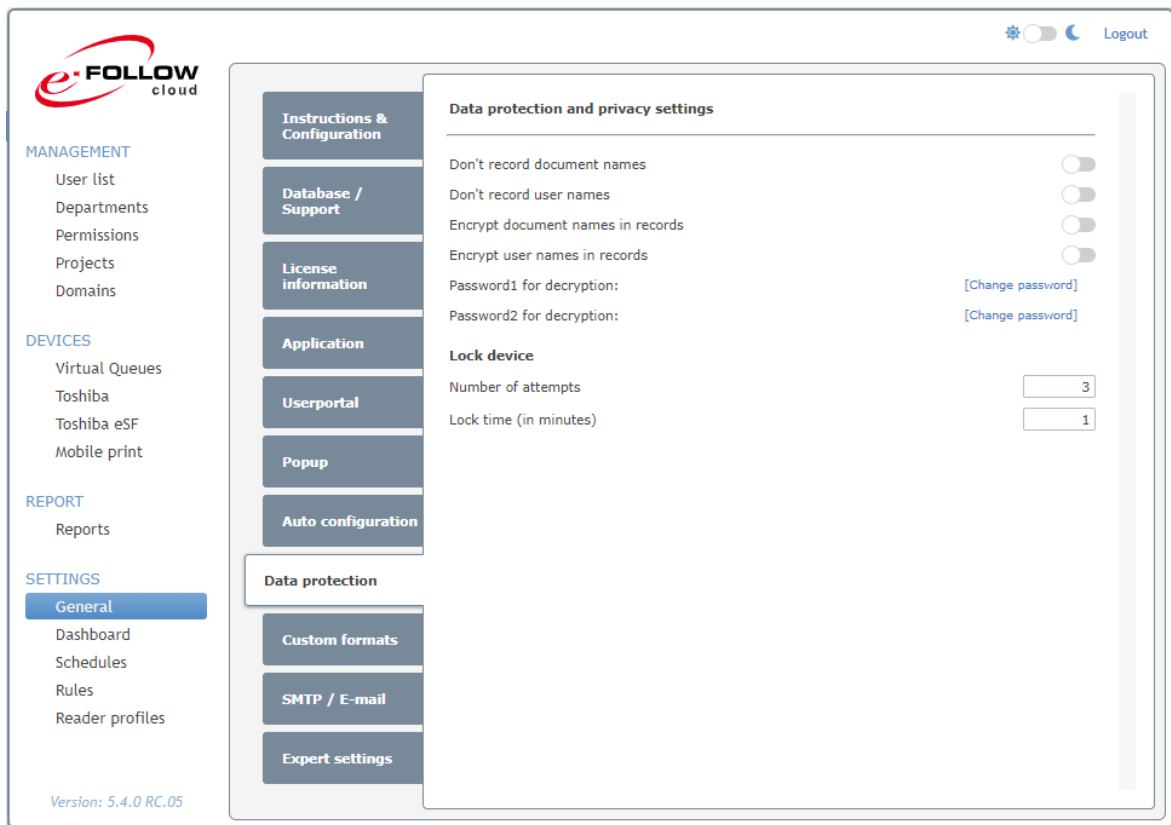 Logout
e-FOLLOW
cloud
MANAGEMENT
User list
Departments
Permissions
Projects
Domains
DEVICES
Virtual Queues
Toshiba
Toshiba eSF
Mobile print
REPORT
Reports
SETTINGS
General
Dashboard
Schedules
Rules
Reader profiles
Version: 5.4.0 RC.05
Instructions &
Configuration
Database /
Support
License
information
Application
Userportal
Popup
Auto configuration
Data protection
Custom formats
SMTP / E-mail
Expert settings
Data protection and privacy settings
Don't record document names
Don't record user names
Encrypt document names in records
Encrypt user names in records
Password1 for decryption: [Change password]
Password2 for decryption: [Change password]
Lock device
Number of attempts 3
Lock time (in minutes) 1